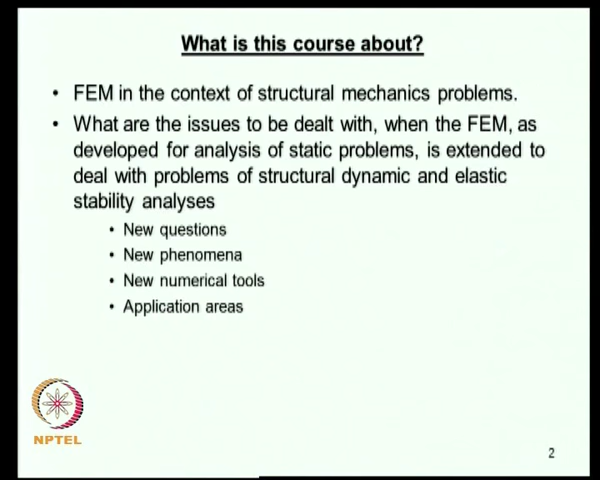 What is this course about?
• FEM in the context of structural mechanics problems.
• What are the issues to be dealt with, when the FEM, as
developed for analysis of static problems, is extended to
deal with problems of structural dynamic and elastic
stability analyses
• New questions
• New phenomena
• New numerical tools
• Application areas
NPTEL
2